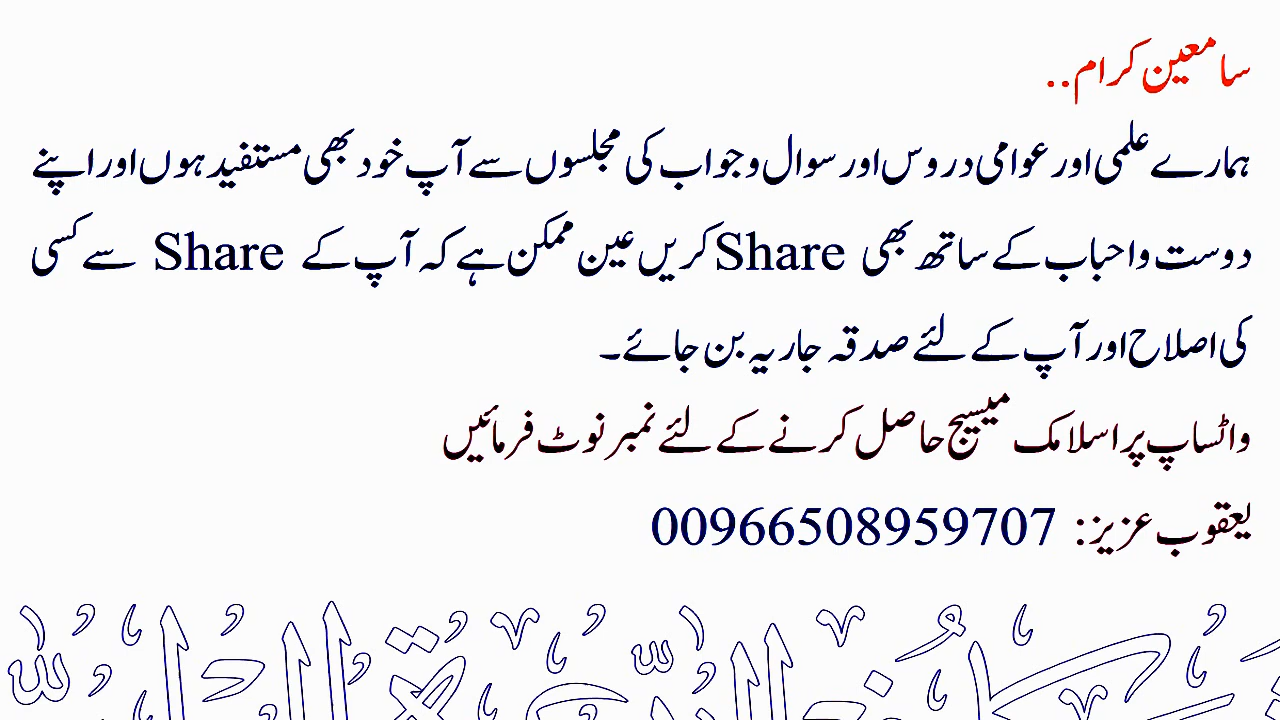 سامعین کرام..
ہمارے علمی اور عوامی دروس اور سوال وجواب کی مجلسوں سے آپ خود بھی مستفید ہوں اور اپنے
دوست واحباب کے ساتھ بھی Share کریں عین ممکن ہے کہ آپ کے Share سے کسی
کی اصلاح اور آپ کے لئے صدقہ جاریہ بن جائے۔
واٹساپ پر اسلامک میسیج حاصل کرنے کے لئے نمبر نوٹ فرمائیں
یعقوب عزیز: 00966508959707